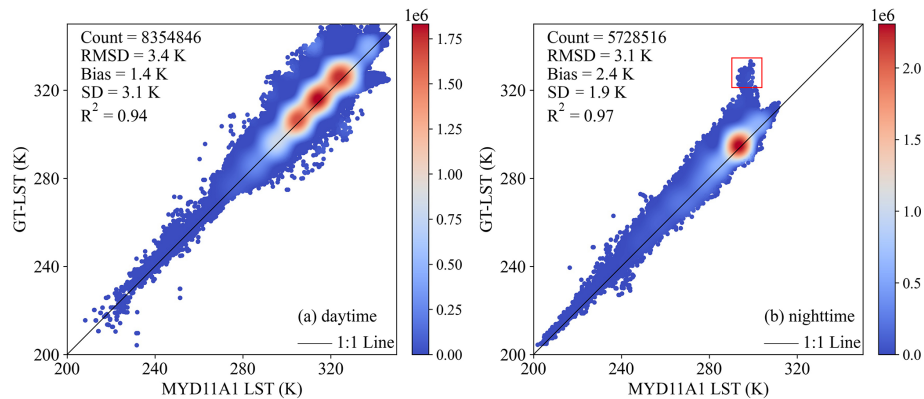 1e6
Count = 8354846
RMSD = 3.4 K
Bias = 1.4 K
SD = 3.1 K
R² = 0.94
GT-LST (K)
320
280
240
200
200 240 280 320
MYD11A1 LST (K)
(a) daytime
1:1 Line
1.75
1.50
1.25
1.00
0.75
0.50
0.25
0.00
1e6
Count = 5728516
RMSD = 3.1 K
Bias = 2.4 K
SD = 1.9 K
R² = 0.97
GT-LST (K)
320
280
240
200
200 240 280 320
MYD11A1 LST (K)
(b) nighttime
1:1 Line
2.0
1.5
1.0
0.5
0.0